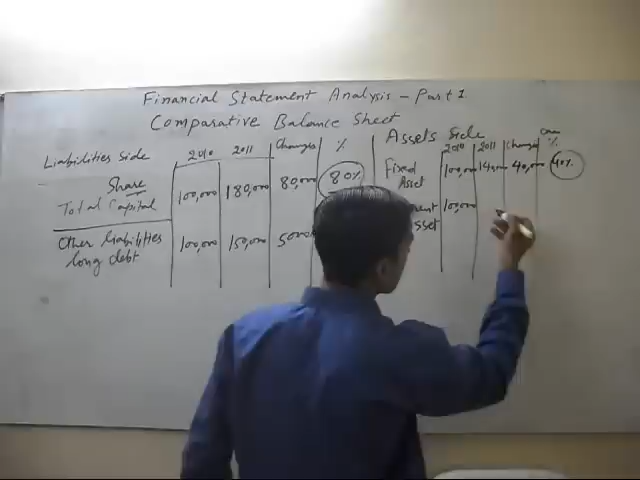 Financial Statement Analysis - Part 1
Comparative Balance Sheet
Liabilities side 2010 2011 Changes %
Share
Total Capital 100,000 180,000 80,000 80%
Other liabilities
long debt 100,000 150,000 50000
Assets side
2010 2011 changes %
Fixed
Asset 100,000 140,000 40,000 40%
100,000